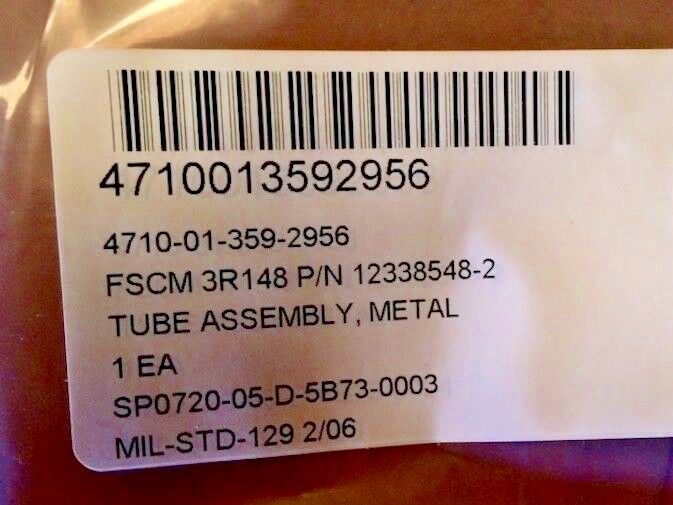 4710013592956
4710-01-359-2956
FSCM 3R148 P/N 12338548-2
TUBE ASSEMBLY, METAL
1 EA
SP0720-05-D-5B73-0003
MIL-STD-129 2/06